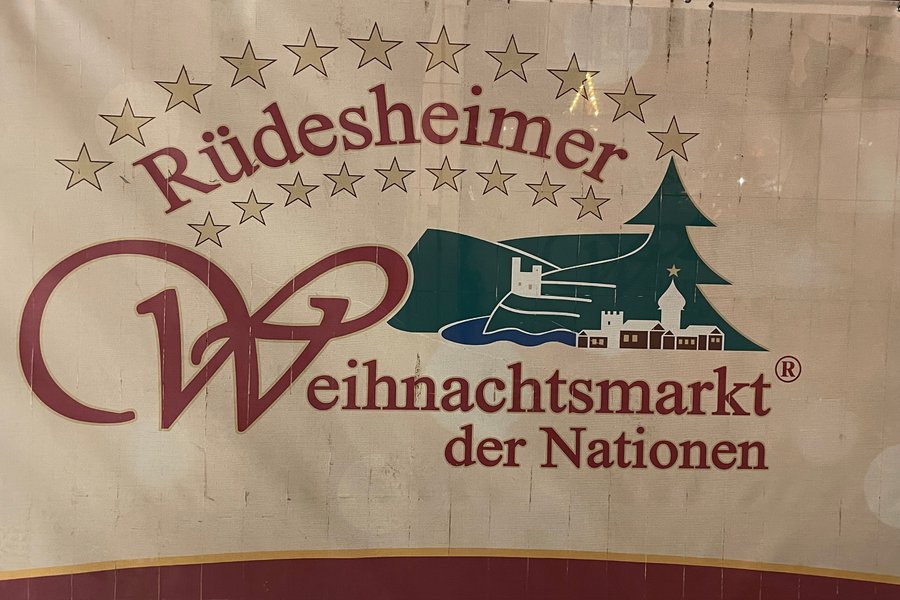 Rüdesheimer
Weihnachtsmarkt®
der Nationen